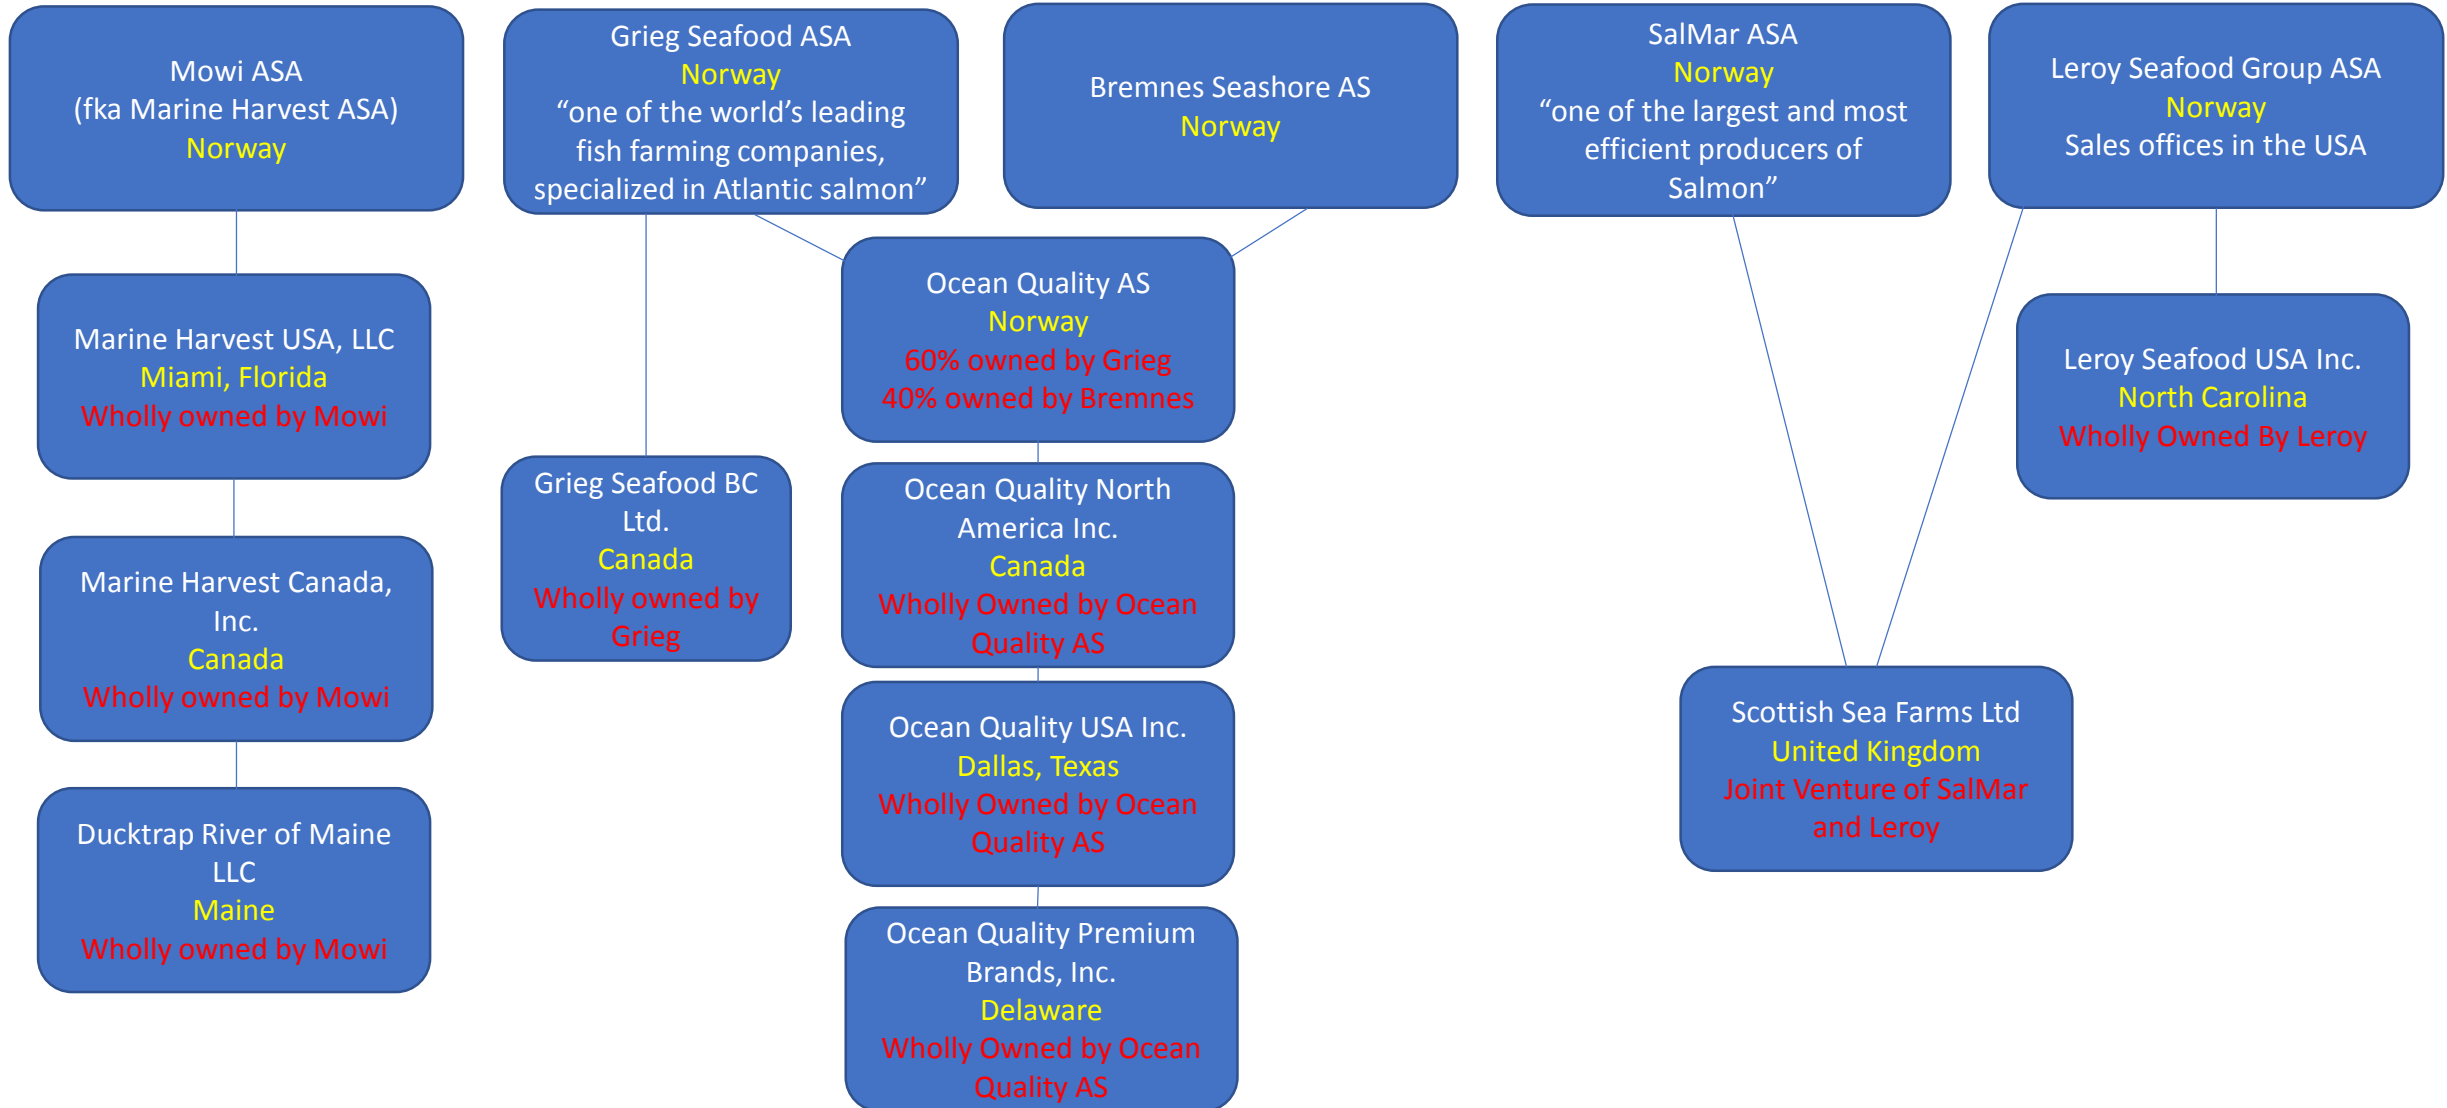 Mowi ASA
(fka Marine Harvest ASA)
Norway
Grieg Seafood ASA
Norway
“one of the world’s leading
fish farming companies,
specialized in Atlantic salmon”
Bremnes Seashore AS
Norway
SalMar ASA
Norway
“one of the largest and most
efficient producers of
Salmon”
Leroy Seafood Group ASA
Norway
Sales offices in the USA
Marine Harvest USA, LLC
Miami, Florida
Wholly owned by Mowi
Ocean Quality AS
Norway
60% owned by Grieg
40% owned by Bremnes
Leroy Seafood USA Inc.
North Carolina
Wholly Owned By Leroy
Grieg Seafood BC
Ltd.
Canada
Wholly owned by
Grieg
Ocean Quality North
America Inc.
Canada
Wholly Owned by Ocean
Quality AS
Marine Harvest Canada,
Inc.
Canada
Wholly owned by Mowi
Ocean Quality USA Inc.
Dallas, Texas
Wholly Owned by Ocean
Quality AS
Scottish Sea Farms Ltd
United Kingdom
Joint Venture of SalMar
and Leroy
Ducktrap River of Maine
LLC
Maine
Wholly owned by Mowi
Ocean Quality Premium
Brands, Inc.
Delaware
Wholly Owned by Ocean
Quality AS